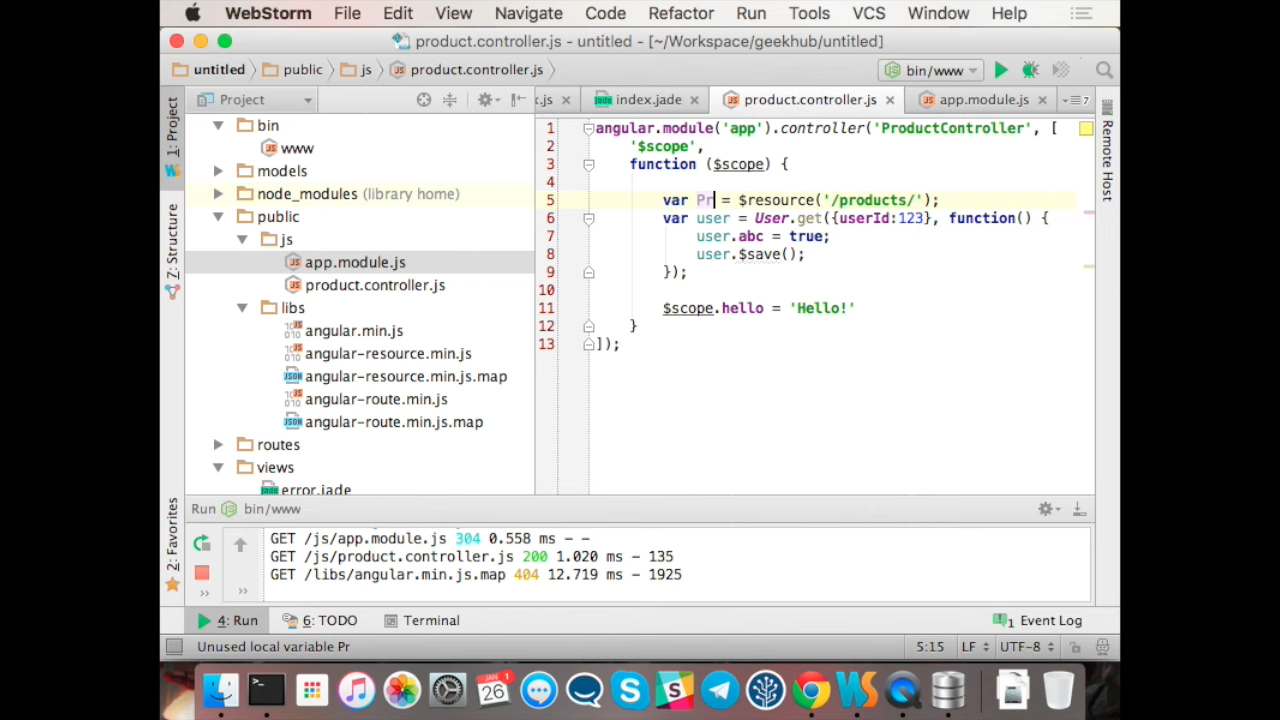 WebStorm File Edit View Navigate Code Refactor Run Tools VCS Window Help
product.controller.js - untitled - [~/Workspace/geekhub/untitled]
untitled public js product.controller.js bin/www
Project .js index.jade product.controller.js app.module.js 7
1: Project
7: Structure
2: Favorites
Remote Host
bin
www
models
node_modules (library home)
public
js
app.module.js
product.controller.js
libs
angular.min.js
angular-resource.min.js
angular-resource.min.js.map
angular-route.min.js
angular-route.min.js.map
routes
views
error.jade
1 angular.module('app').controller('ProductController', [
2 '$scope',
3 function ($scope) {
4
5 var Pr = $resource('/products/');
6 var user = User.get({userId:123}, function() {
7 user.abc = true;
8 user.$save();
9 });
10
11 $scope.hello = 'Hello!'
12 }
13 ]);
Run bin/www
GET /js/app.module.js 304 0.558 ms - -
GET /js/product.controller.js 200 1.020 ms - 135
GET /libs/angular.min.js.map 404 12.719 ms - 1925
4: Run 6: TODO Terminal 1 Event Log
Unused local variable Pr 5:15 LF UTF-8
JAN 26 1